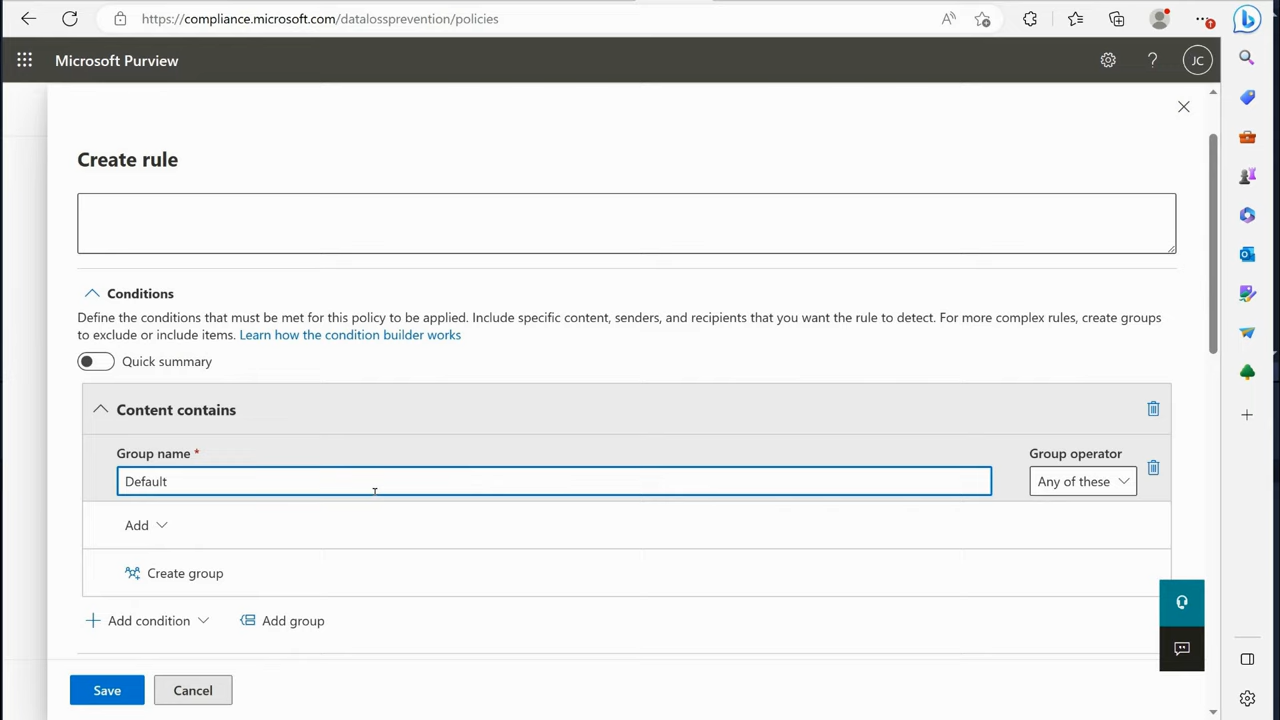 https://compliance.microsoft.com/datalossprevention/policies
Microsoft Purview
JC
Create rule
Conditions
Define the conditions that must be met for this policy to be applied. Include specific content, senders, and recipients that you want the rule to detect. For more complex rules, create groups
to exclude or include items. Learn how the condition builder works
Quick summary
Content contains
Group name *
Group operator
Default
Any of these
Add
Create group
Add condition
Add group
Save
Cancel